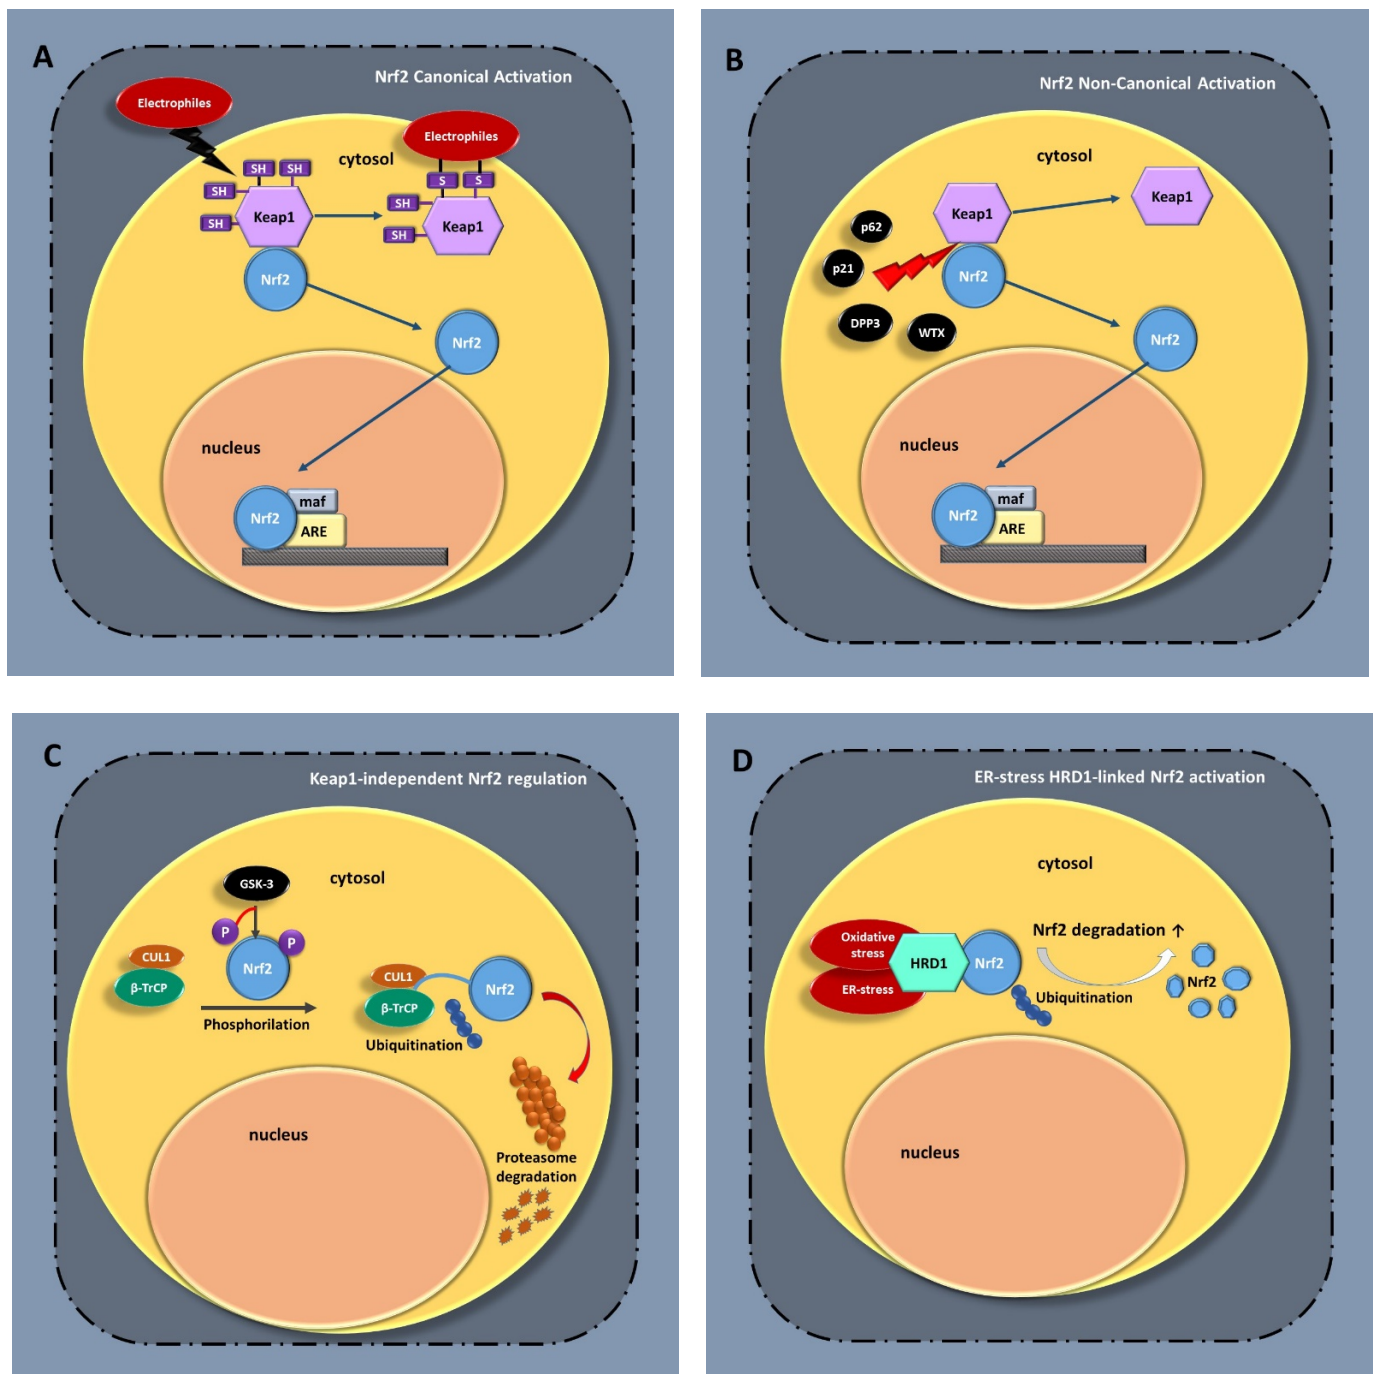 A
Nrf2 Canonical Activation
Electrophiles
Electrophiles
cytosol
SH
SH
SH
SH
Keap1
S
S
SH
SH
Keap1
Nrf2
Nrf2
nucleus
Nrf2
maf
ARE
B
Nrf2 Non-Canonical Activation
cytosol
Keap1
Keap1
p62
p21
DPP3
WTX
Nrf2
Nrf2
nucleus
Nrf2
maf
ARE
C
Keap1-independent Nrf2 regulation
cytosol
GSK-3
P
P
Nrf2
CUL1
β-TrCP
Phosphorilation
CUL1
β-TrCP
Nrf2
Ubiquitination
Proteasome
degradation
nucleus
D
ER-stress HRD1-linked Nrf2 activation
cytosol
Oxidative
stress
ER-stress
HRD1
Nrf2
Nrf2 degradation ↑
Ubiquitination
Nrf2
nucleus